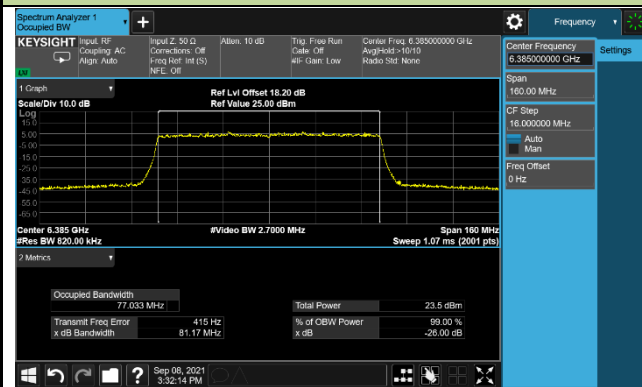 Spectrum Analyzer 1
Occupied BW
+
Frequency
KEYSIGHT
Input: RF
Coupling: AC
Align: Auto
Input Z: 50 Ω
Corrections: Off
Freq Ref: Int (S)
NFE: Off
Atten: 10 dB
Trig: Free Run
Gate: Off
#IF Gain: Low
Center Freq: 6.385000000 GHz
Avg|Hold:>10/10
Radio Std: None
LXI
Center Frequency
6.385000000 GHz
Settings
Span
160.00 MHz
CF Step
16.000000 MHz
Auto
Man
Freq Offset
0 Hz
1 Graph
Scale/Div 10.0 dB
Ref Lvl Offset 18.20 dB
Ref Value 25.00 dBm
Log
15.0
5.00
-5.00
-15.0
-25.0
-35.0
-45.0
-55.0
-65.0
Center 6.385 GHz
#Res BW 820.00 kHz
#Video BW 2.7000 MHz
Span 160 MHz
Sweep 1.07 ms (2001 pts)
2 Metrics
Occupied Bandwidth
77.033 MHz
Total Power 23.5 dBm
Transmit Freq Error 415 Hz
% of OBW Power 99.00 %
x dB Bandwidth 81.17 MHz
x dB -26.00 dB
?
Sep 08, 2021
3:32:14 PM